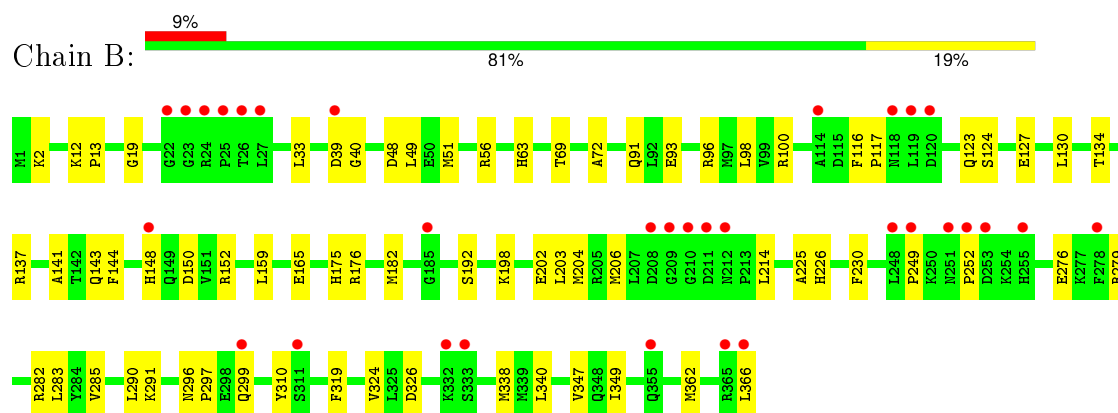 9%
Chain B:
81% 19%
M1 K2 K12 P13 G19 G22 G23 R24 P25 T26 L27 L33 D39 G40 D48 L49 E50 M51 R56 H63 T69 A72 Q91 L92 E93 R96 M97 L98 V99 R100 A114 D115 F116 P117 N118 L119 D120 Q123 S124 E127 L130 T134
R137 A141 T142 Q143 F144 H148 Q149 D150 V151 R152 L159 E165 H175 R176 M182 G185 S192 K198 E202 L203 M204 R205 M206 L207 D208 G209 G210 D211 N212 P213 L214 A225 H226 F230 L248 P249 K250 N251 P252 D253 K254 H255 E276 K277 F278 R279
R282 L283 Y284 V285 L290 K291 N296 P297 E298 Q299 Y310 S311 F319 V324 L325 D326 K332 S333 M338 M339 L340 V347 Q348 I349 Q355 M362 R365 L366